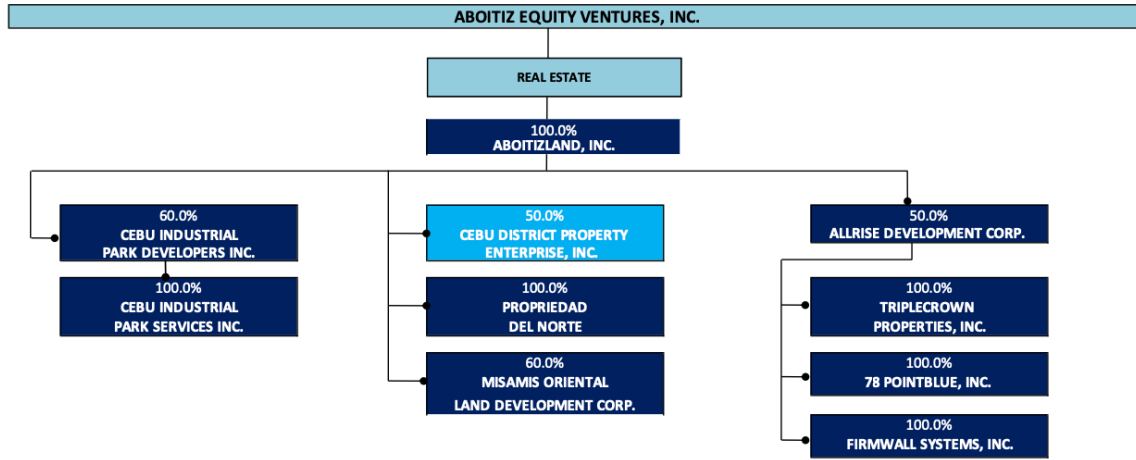 ABOITIZ EQUITY VENTURES, INC.
REAL ESTATE
100.0%
ABOITIZLAND, INC.
60.0%
CEBU INDUSTRIAL
PARK DEVELOPERS INC.
100.0%
CEBU INDUSTRIAL
PARK SERVICES INC.
50.0%
CEBU DISTRICT PROPERTY
ENTERPRISE, INC.
100.0%
PROPRIEDAD
DEL NORTE
60.0%
MISAMIS ORIENTAL
LAND DEVELOPMENT CORP.
50.0%
ALLRISE DEVELOPMENT CORP.
100.0%
TRIPLECROWN
PROPERTIES, INC.
100.0%
78 POINTBLUE, INC.
100.0%
FIRMWALL SYSTEMS, INC.